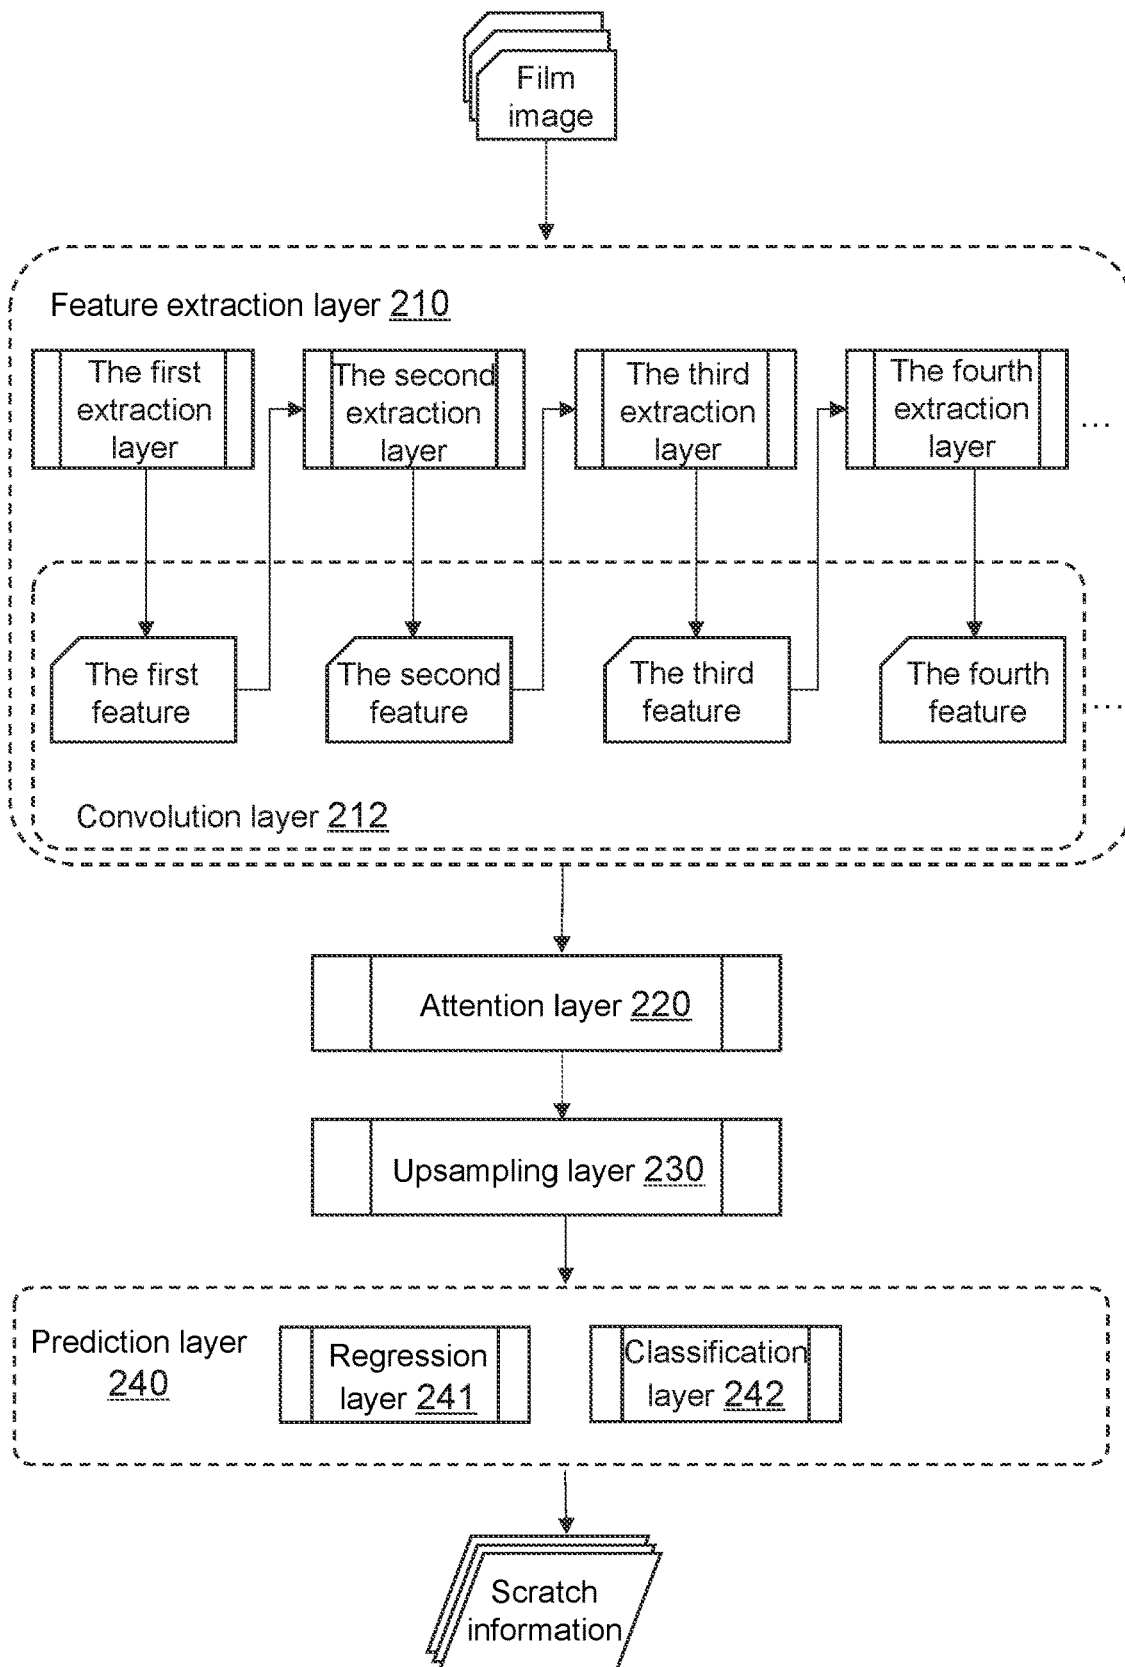 Film
image
Feature extraction layer 210
The first
extraction
layer
The second
extraction
layer
The third
extraction
layer
The fourth
extraction
layer
...
The first
feature
The second
feature
The third
feature
The fourth
feature
...
Convolution layer 212
Attention layer 220
Upsampling layer 230
Prediction layer
240
Regression
layer 241
Classification
layer 242
Scratch
information